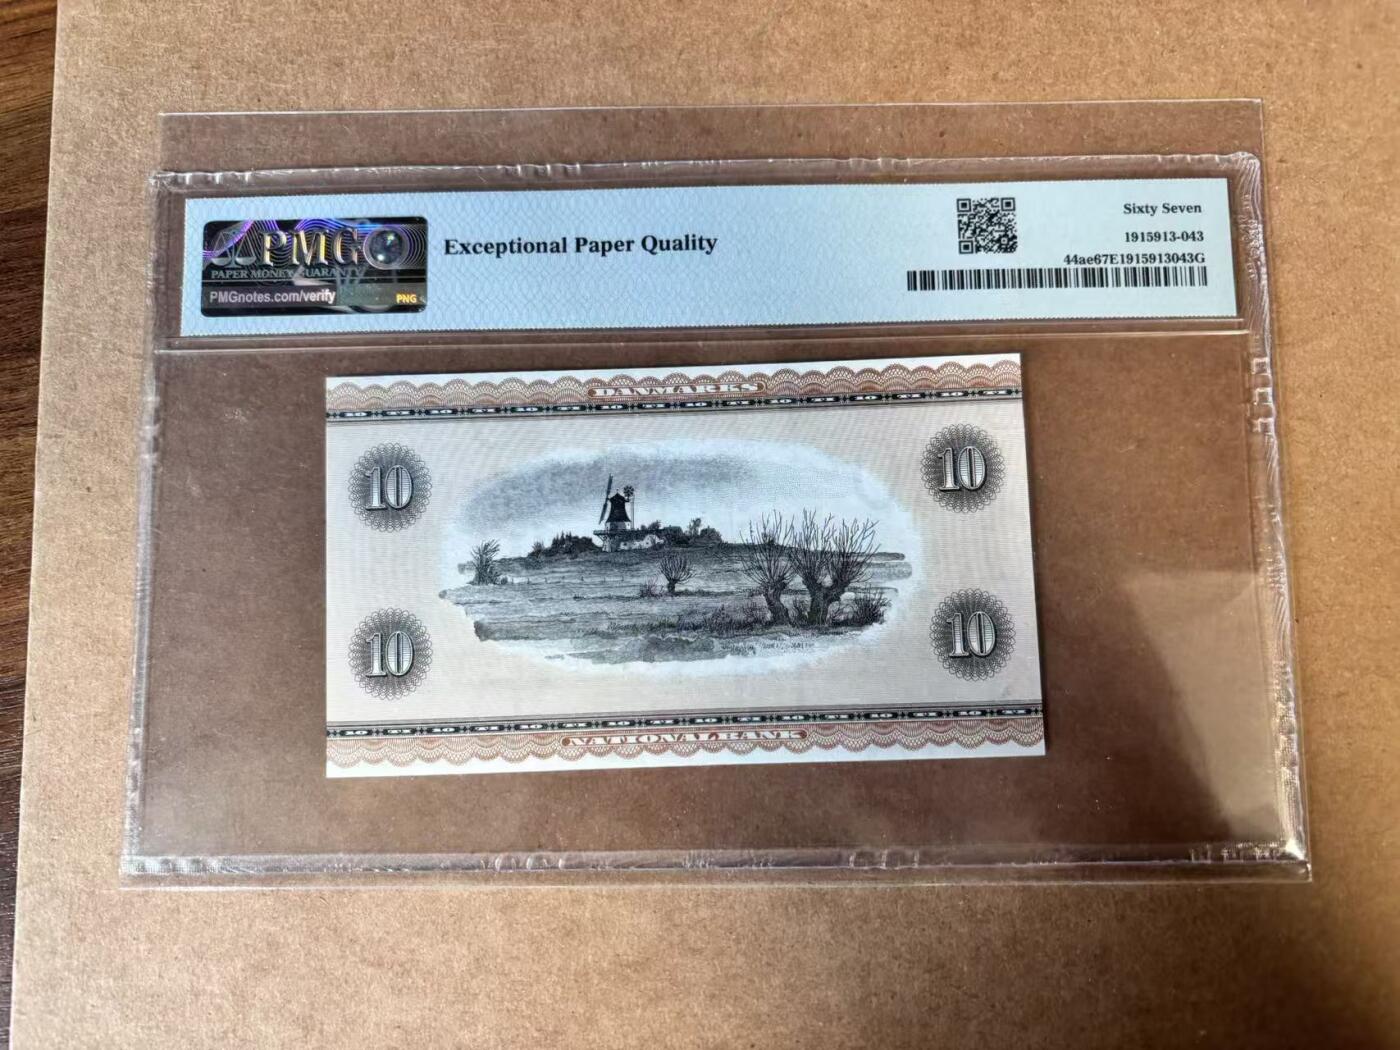 PMG
PAPER MONEY GUARANTY
PMGnotes.com/verify
PNG
Exceptional Paper Quality
Sixty Seven
1915913-043
44ae67E1915913043G
DANMARKS
10 10
10 10
NATIONALBANK